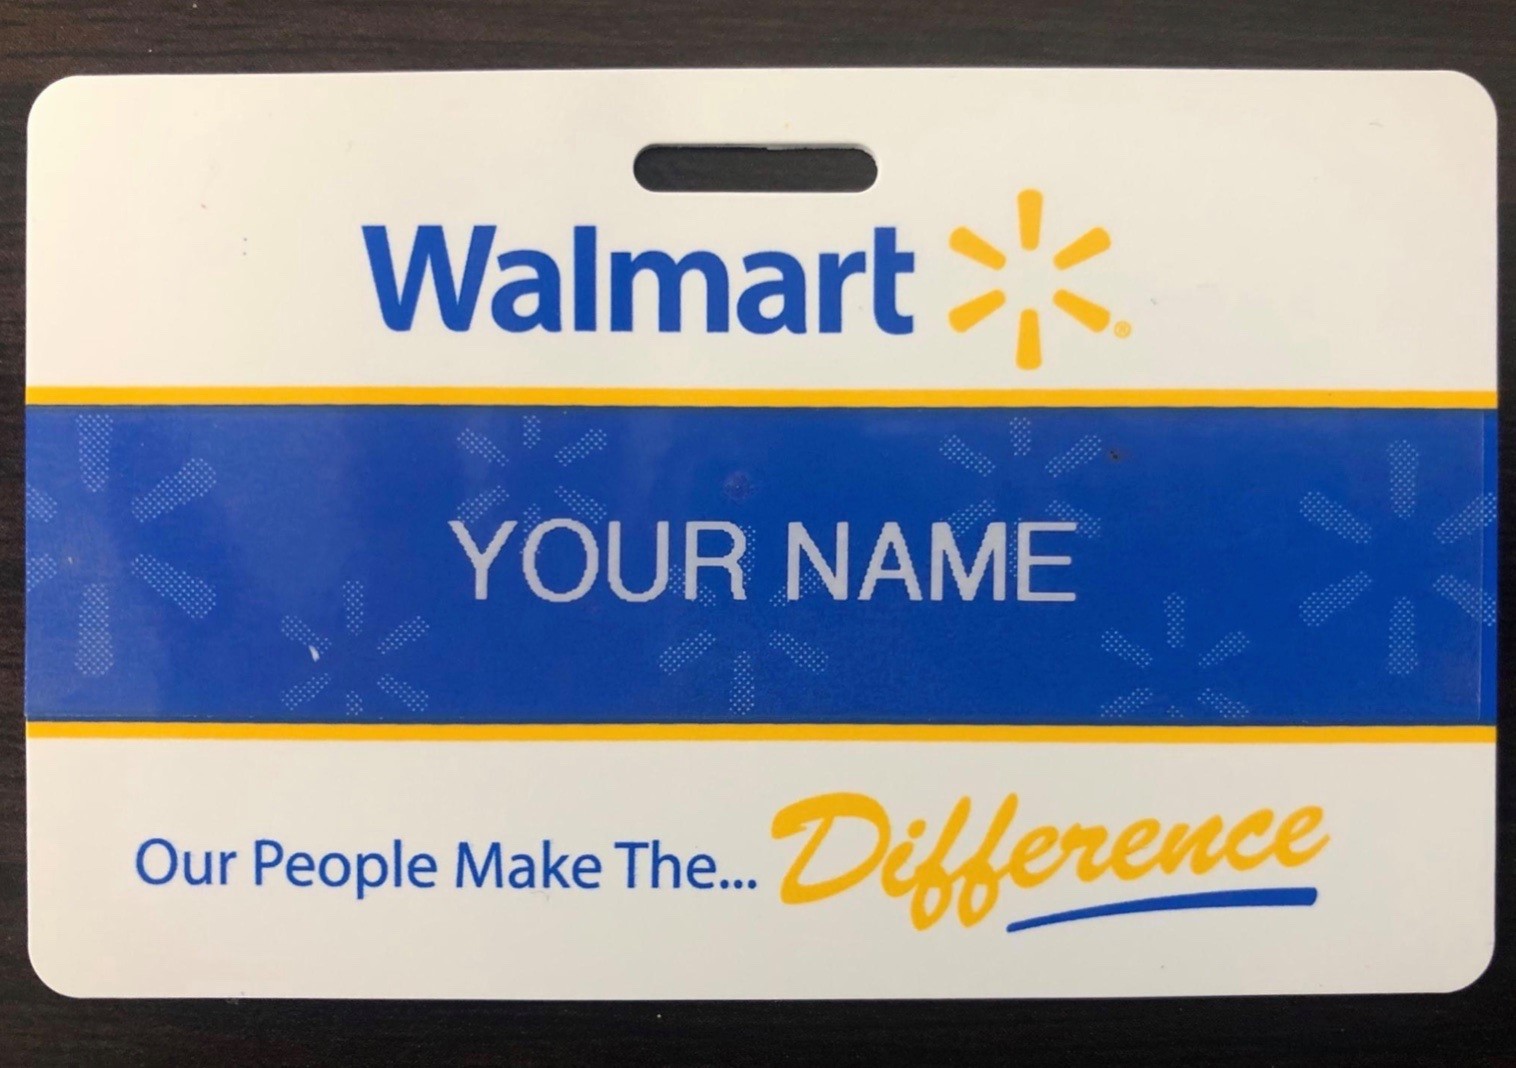 Walmart ®
YOUR NAME
Our People Make The... Difference